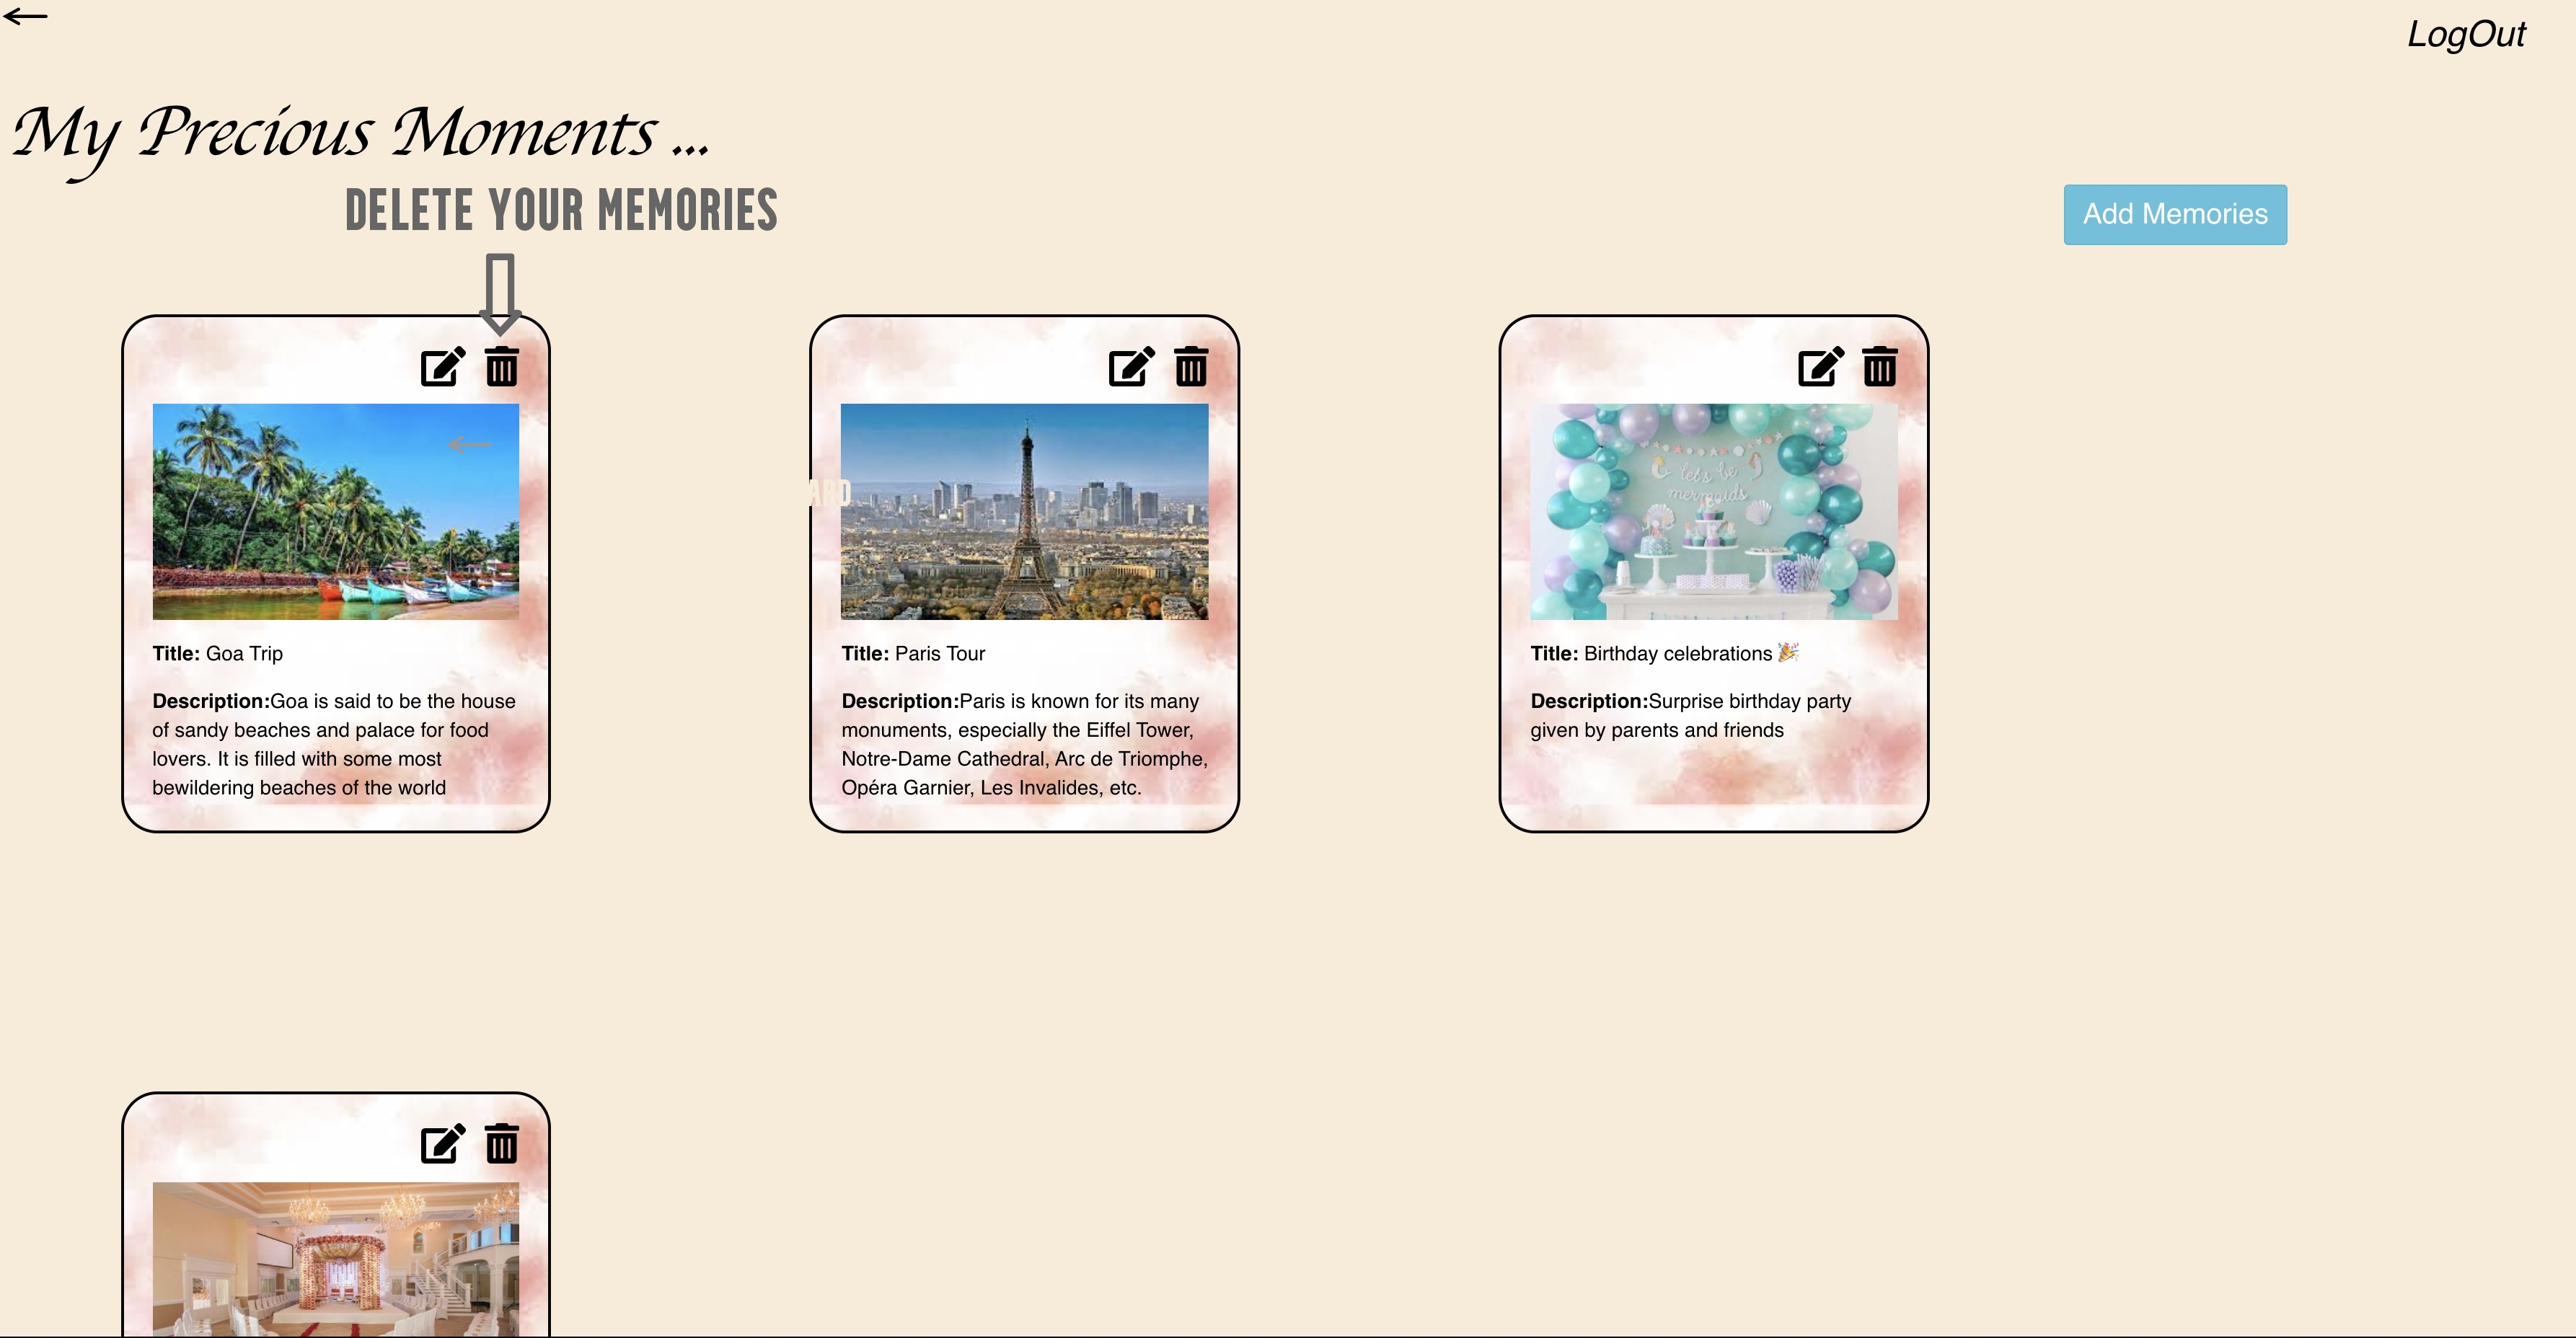 LogOut
My Precious Moments ...
DELETE YOUR MEMORIES
Add Memories
ARD
let's be
mermaids
Title: Goa Trip
Description:Goa is said to be the house
of sandy beaches and palace for food
lovers. It is filled with some most
bewildering beaches of the world
Title: Paris Tour
Description:Paris is known for its many
monuments, especially the Eiffel Tower,
Notre-Dame Cathedral, Arc de Triomphe,
Opéra Garnier, Les Invalides, etc.
Title: Birthday celebrations 🎉
Description:Surprise birthday party
given by parents and friends